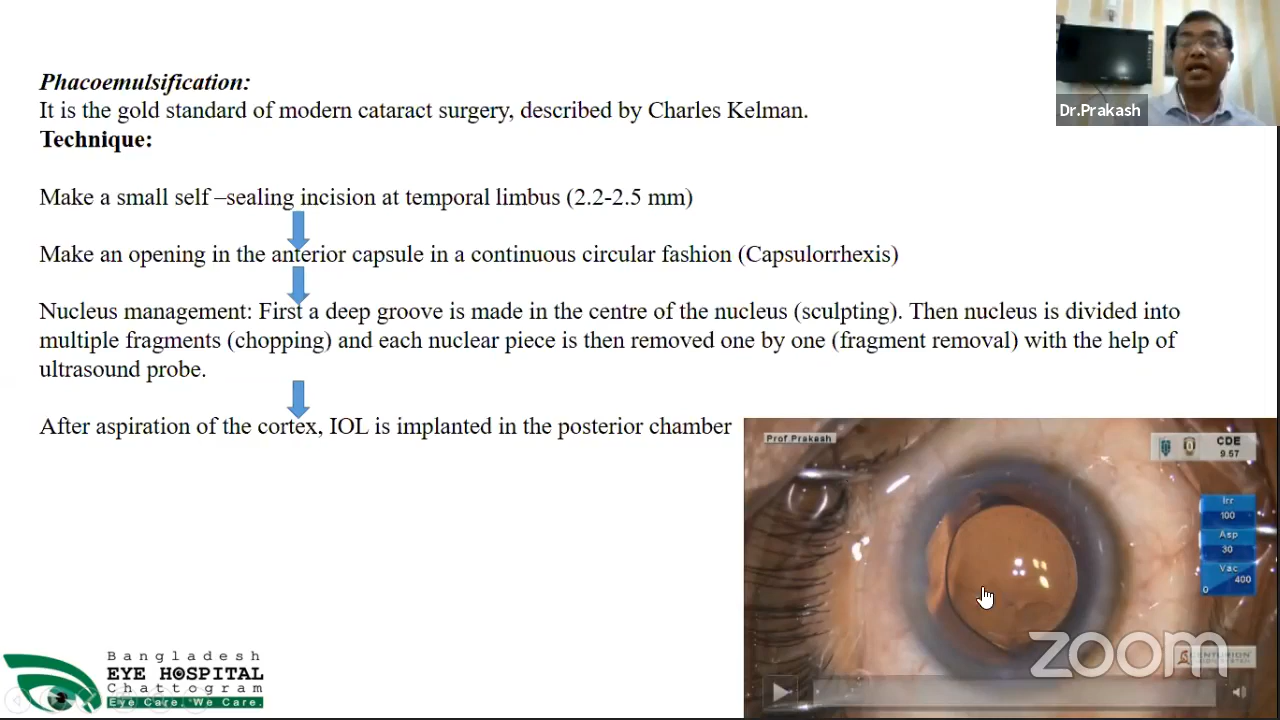 Phacoemulsification:
It is the gold standard of modern cataract surgery, described by Charles Kelman.
Technique:
Make a small self –sealing incision at temporal limbus (2.2-2.5 mm)
Make an opening in the anterior capsule in a continuous circular fashion (Capsulorrhexis)
Nucleus management: First a deep groove is made in the centre of the nucleus (sculpting). Then nucleus is divided into
multiple fragments (chopping) and each nuclear piece is then removed one by one (fragment removal) with the help of
ultrasound probe.
After aspiration of the cortex, IOL is implanted in the posterior chamber
Dr.Prakash
Prof.Prakash
CDE
9.57
Irr
100
Asp
30
Vac
400
0
zoom
CENTURION
Bangladesh
EYE HOSPITAL
Chattogram
Eye Care, We Care.